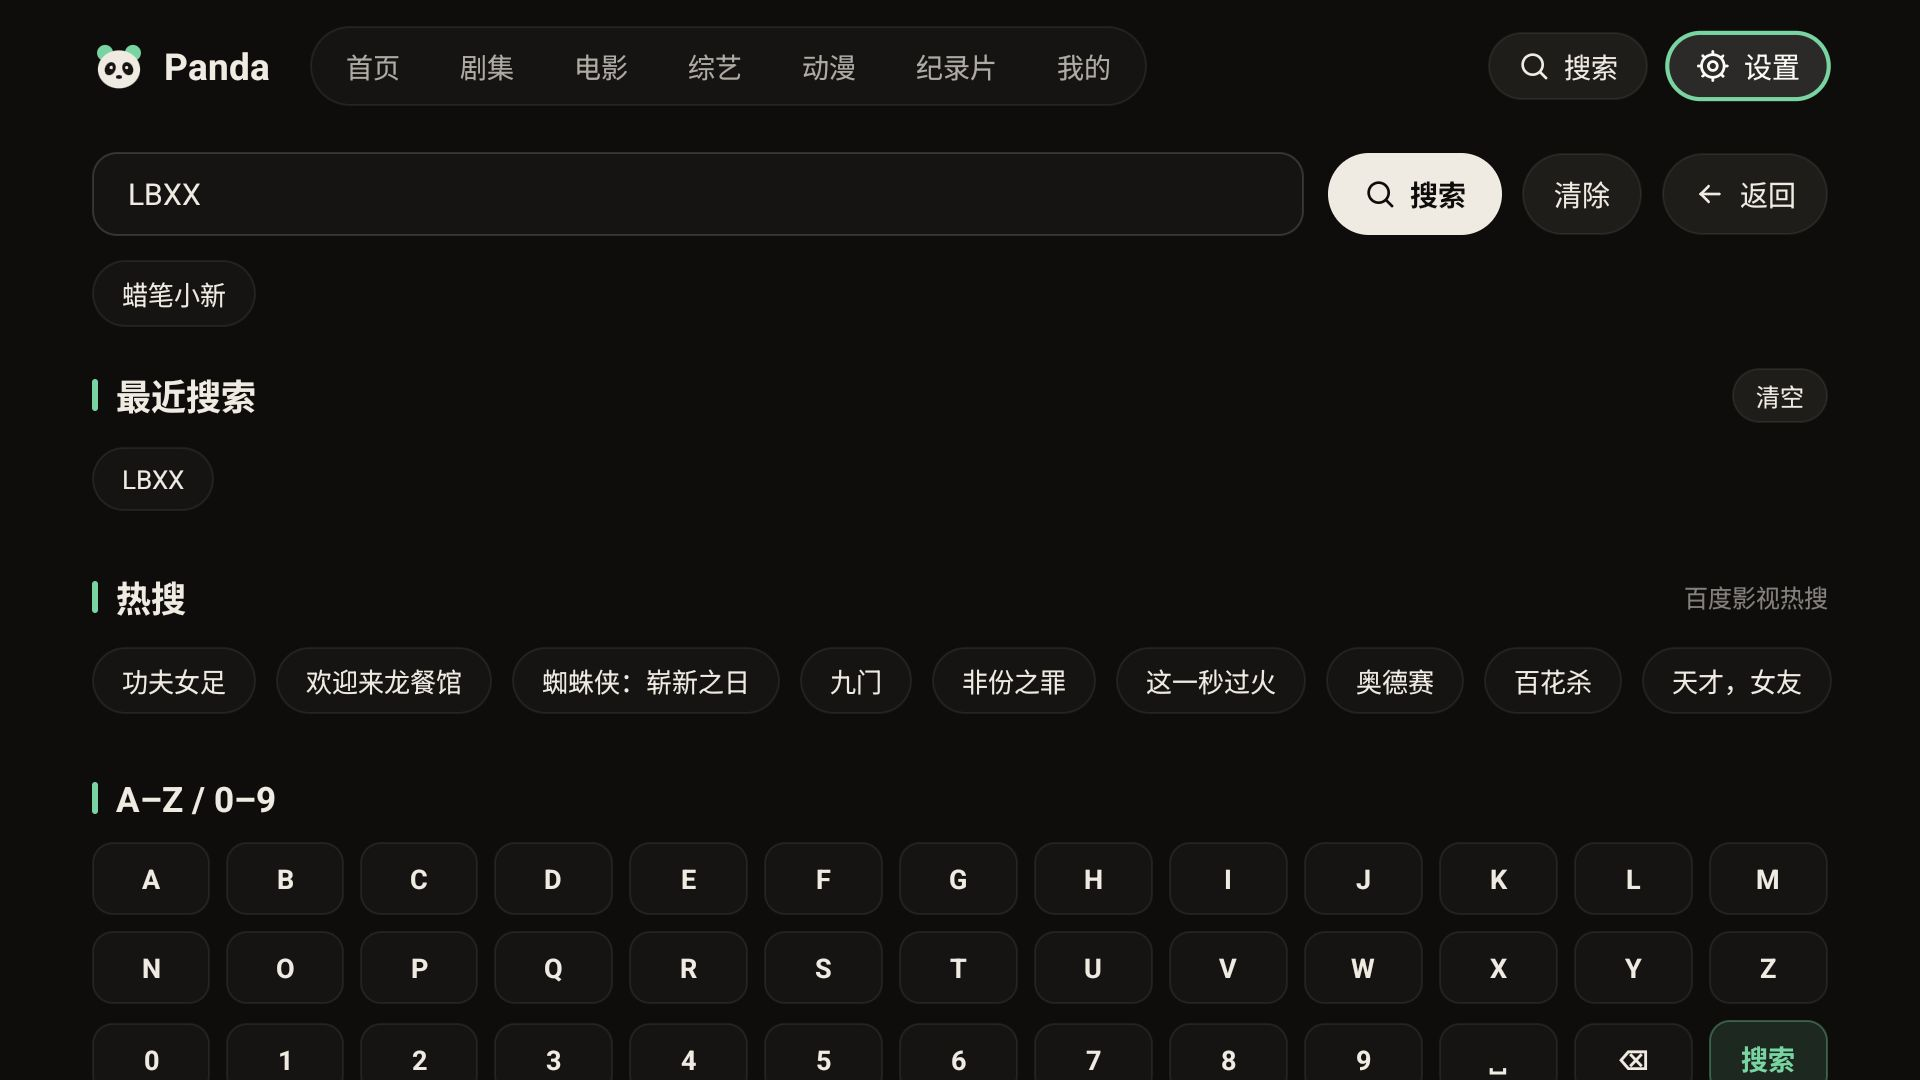 Panda 首页 剧集 电影 综艺 动漫 纪录片 我的 搜索 设置
LBXX 搜索 清除 返回
蜡笔小新
最近搜索 清空
LBXX
热搜 百度影视热搜
功夫女足 欢迎来龙餐馆 蜘蛛侠：崭新之日 九门 非份之罪 这一秒过火 奥德赛 百花杀 天才，女友
A–Z / 0–9
A B C D E F G H I J K L M
N O P Q R S T U V W X Y Z
0 1 2 3 4 5 6 7 8 9 ␣ ⌫ 搜索